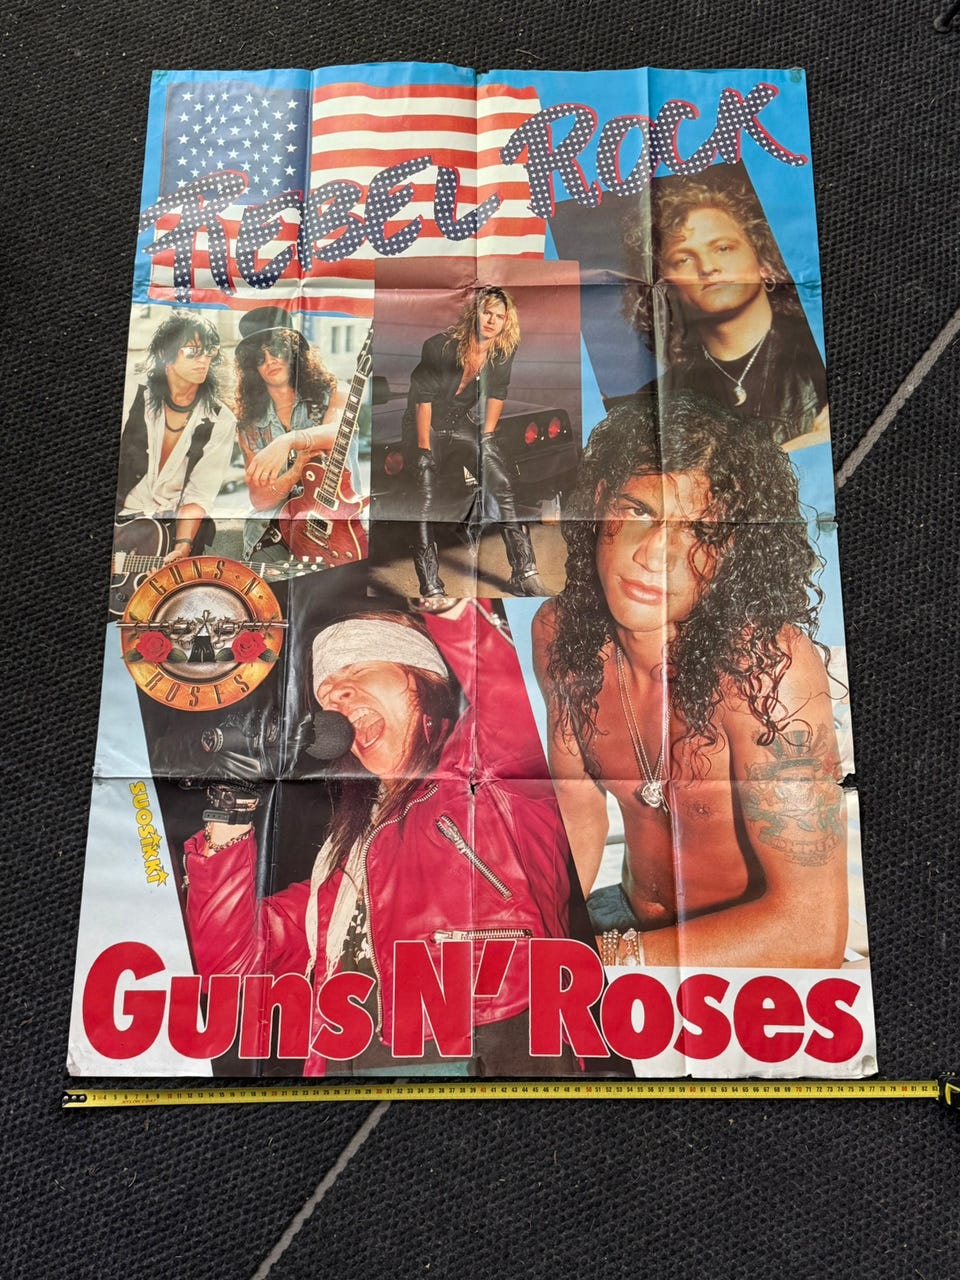 REBEL ROCK
GUNS N'
ROSES
SUOSIKKI
GUNS N' ROSES